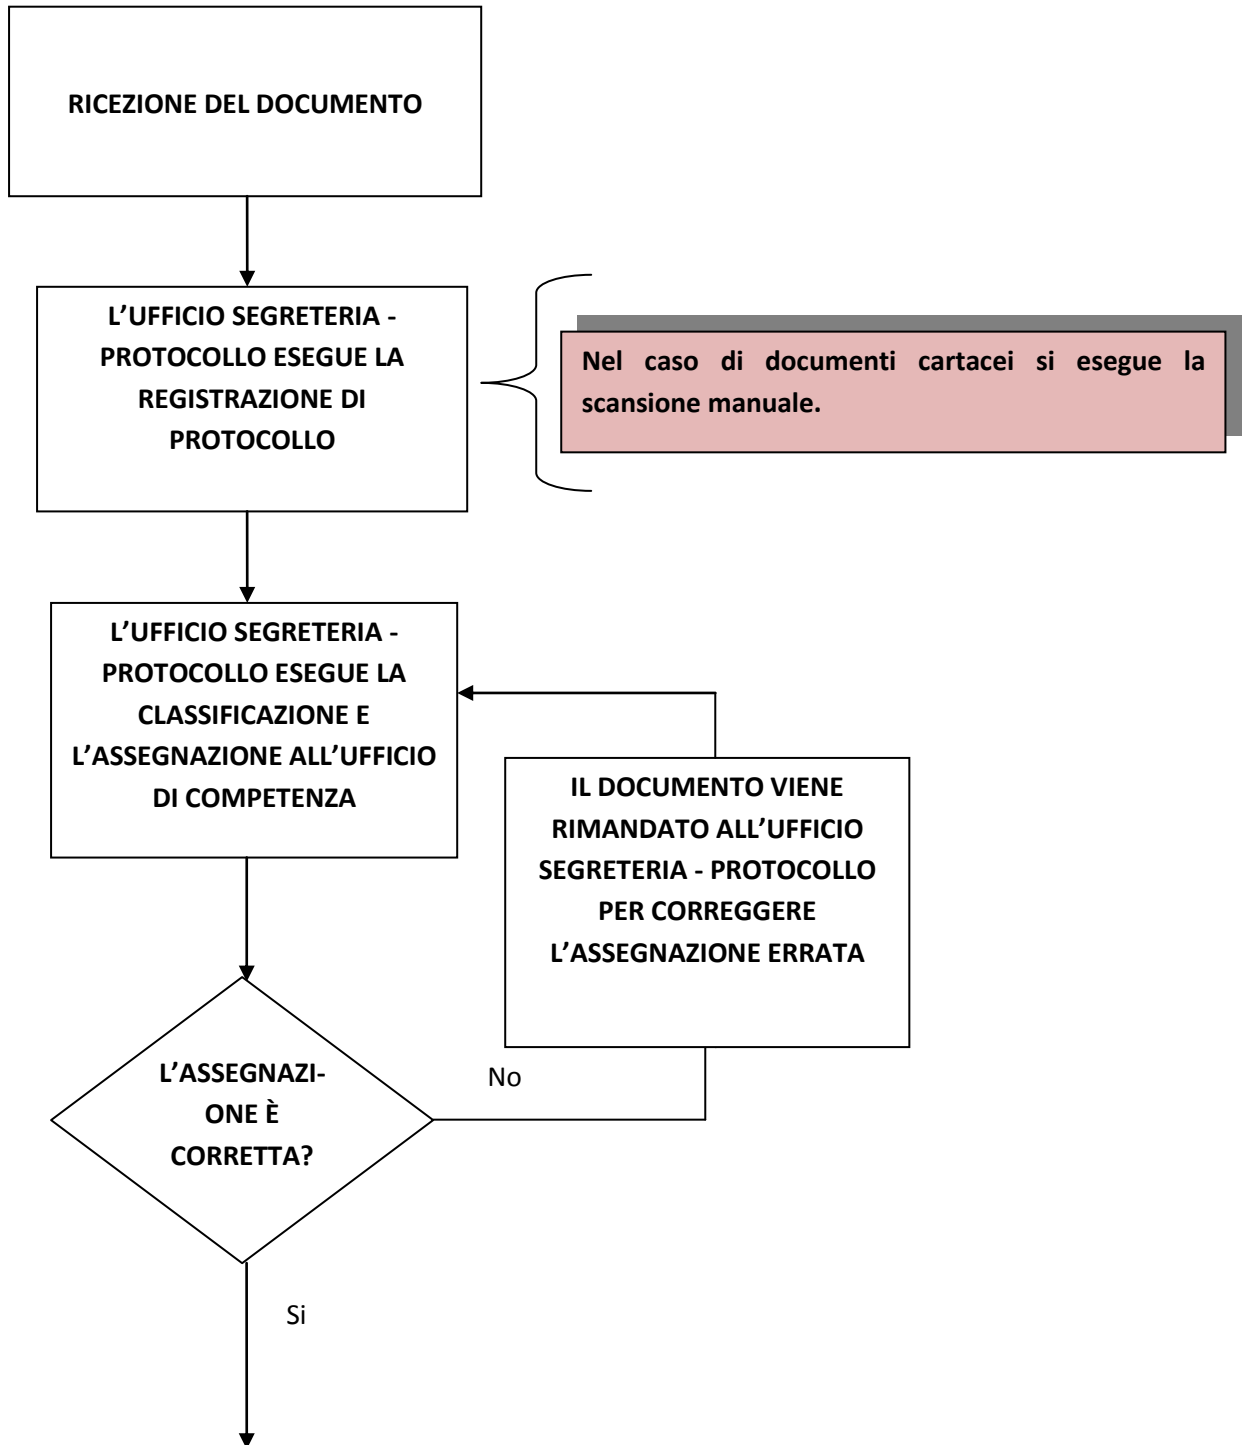 RICEZIONE DEL DOCUMENTO
L'UFFICIO SEGRETERIA -
PROTOCOLLO ESEGUE LA
REGISTRAZIONE DI
PROTOCOLLO
Nel caso di documenti cartacei si esegue la
scansione manuale.
L'UFFICIO SEGRETERIA -
PROTOCOLLO ESEGUE LA
CLASSIFICAZIONE E
L'ASSEGNAZIONE ALL'UFFICIO
DI COMPETENZA
IL DOCUMENTO VIENE
RIMANDATO ALL'UFFICIO
SEGRETERIA - PROTOCOLLO
PER CORREGGERE
L'ASSEGNAZIONE ERRATA
L'ASSEGNAZI-
ONE È
CORRETTA?
No
Si